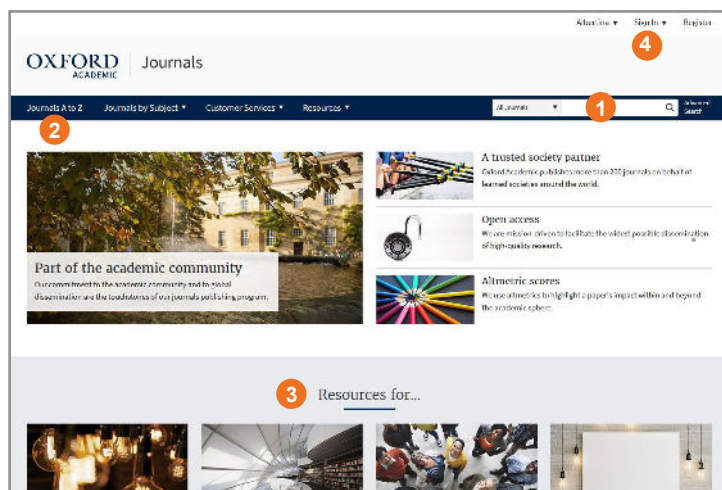 Albertina ▼ Sign In ▼ Register
4
OXFORD
ACADEMIC
Journals
Journals A to Z Journals by Subject ▼ Customer Services ▼ Resources ▼ All Journals ▼ 1 Advanced
Search
2
A trusted society partner
Oxford Academic publishes more than 200 journals on behalf of
learned societies around the world.
Open access
We are mission-driven to facilitate the widest possible dissemination
of high-quality research.
Part of the academic community
Our commitment to the academic community and to global
dissemination are the touchstones of our journals publishing program.
Altmetric scores
We use altmetrics to highlight a paper's impact within and beyond
the academic sphere.
3 Resources for...